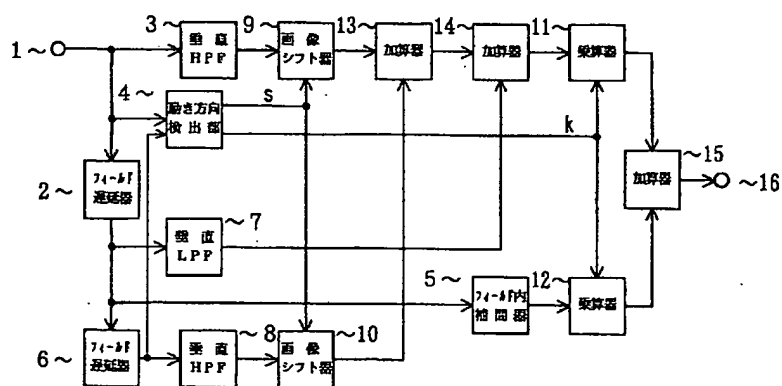 3～
9～
13～
14～
11～
1～
垂直
HPF
画像
シフト器
加算器
加算器
乗算器
4～
動き方向
検出部
s
k
2～
フィールド
遅延器
～15
加算器
～16
～7
垂直
LPF
5～
フィールド内
補間器
12～
乗算器
6～
フィールド
遅延器
～8
垂直
HPF
～10
画像
シフト器